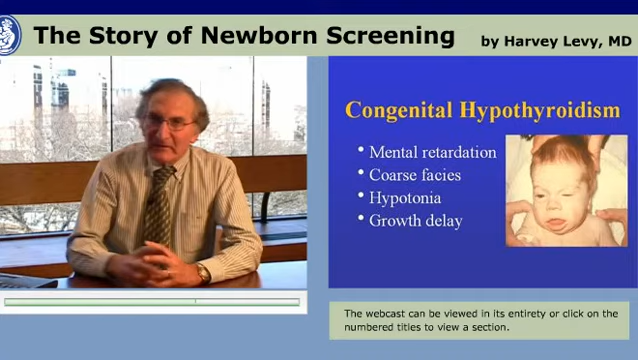 The Story of Newborn Screening
by Harvey Levy, MD
Congenital Hypothyroidism
• Mental retardation
• Coarse facies
• Hypotonia
• Growth delay
The webcast can be viewed in its entirety or click on the
numbered titles to view a section.